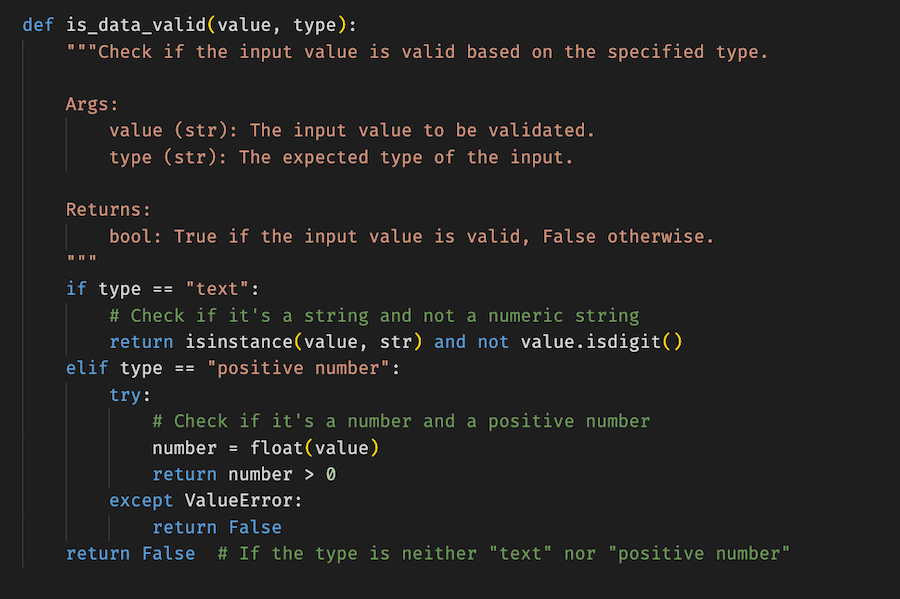 def is_data_valid(value, type):
    """Check if the input value is valid based on the specified type.

    Args:
        value (str): The input value to be validated.
        type (str): The expected type of the input.

    Returns:
        bool: True if the input value is valid, False otherwise.
    """
    if type == "text":
        # Check if it's a string and not a numeric string
        return isinstance(value, str) and not value.isdigit()
    elif type == "positive number":
        try:
            # Check if it's a number and a positive number
            number = float(value)
            return number > 0
        except ValueError:
            return False
    return False  # If the type is neither "text" nor "positive number"